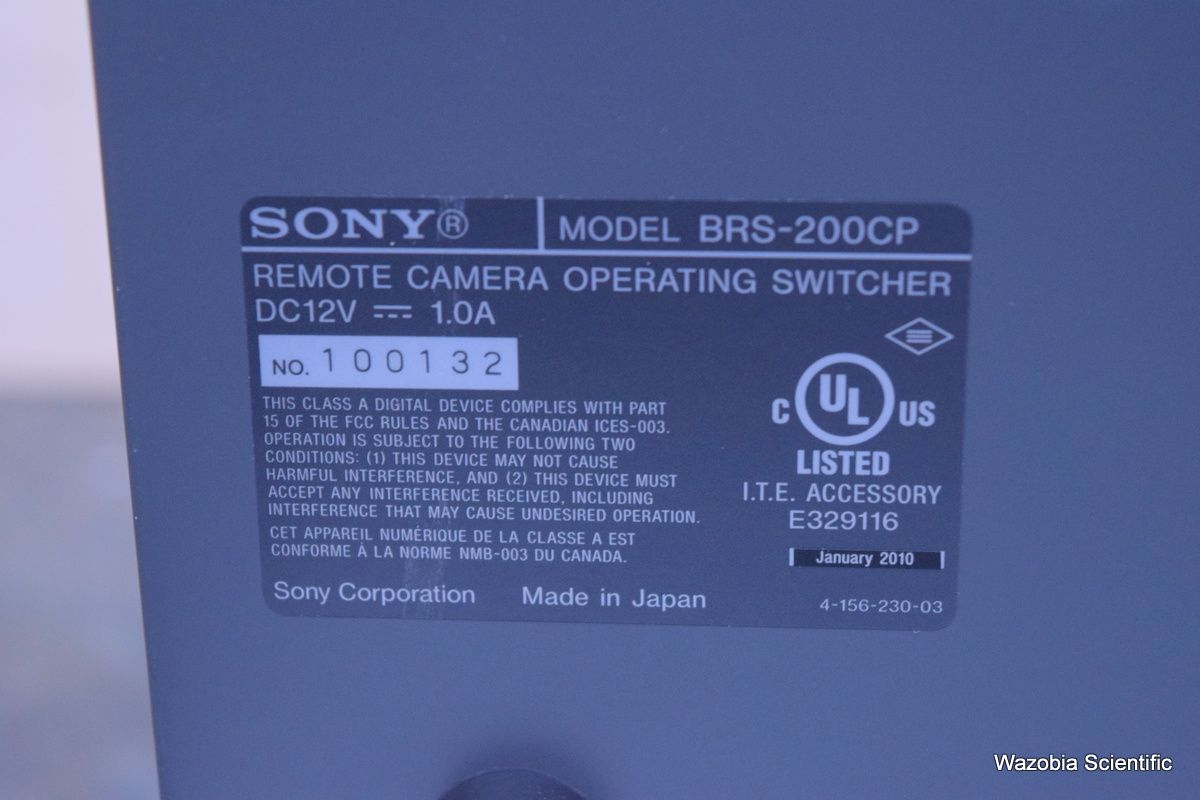 SONY® MODEL BRS-200CP
REMOTE CAMERA OPERATING SWITCHER
DC12V ⎓ 1.0A
NO. 100132
THIS CLASS A DIGITAL DEVICE COMPLIES WITH PART
15 OF THE FCC RULES AND THE CANADIAN ICES-003.
OPERATION IS SUBJECT TO THE FOLLOWING TWO
CONDITIONS: (1) THIS DEVICE MAY NOT CAUSE
HARMFUL INTERFERENCE, AND (2) THIS DEVICE MUST
ACCEPT ANY INTERFERENCE RECEIVED, INCLUDING
INTERFERENCE THAT MAY CAUSE UNDESIRED OPERATION.
CET APPAREIL NUMÉRIQUE DE LA CLASSE A EST
CONFORME À LA NORME NMB-003 DU CANADA.
C UL US
LISTED
I.T.E. ACCESSORY
E329116
January 2010
Sony Corporation Made in Japan
4-156-230-03
Wazobia Scientific